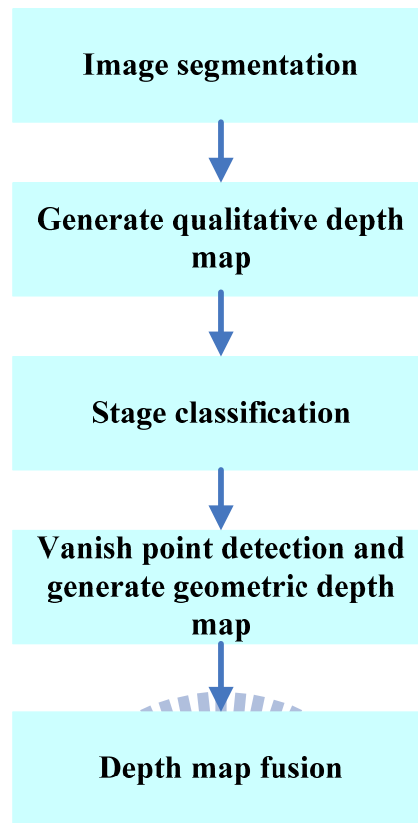 Image segmentation
Generate qualitative depth
map
Stage classification
Vanish point detection and
generate geometric depth
map
Depth map fusion